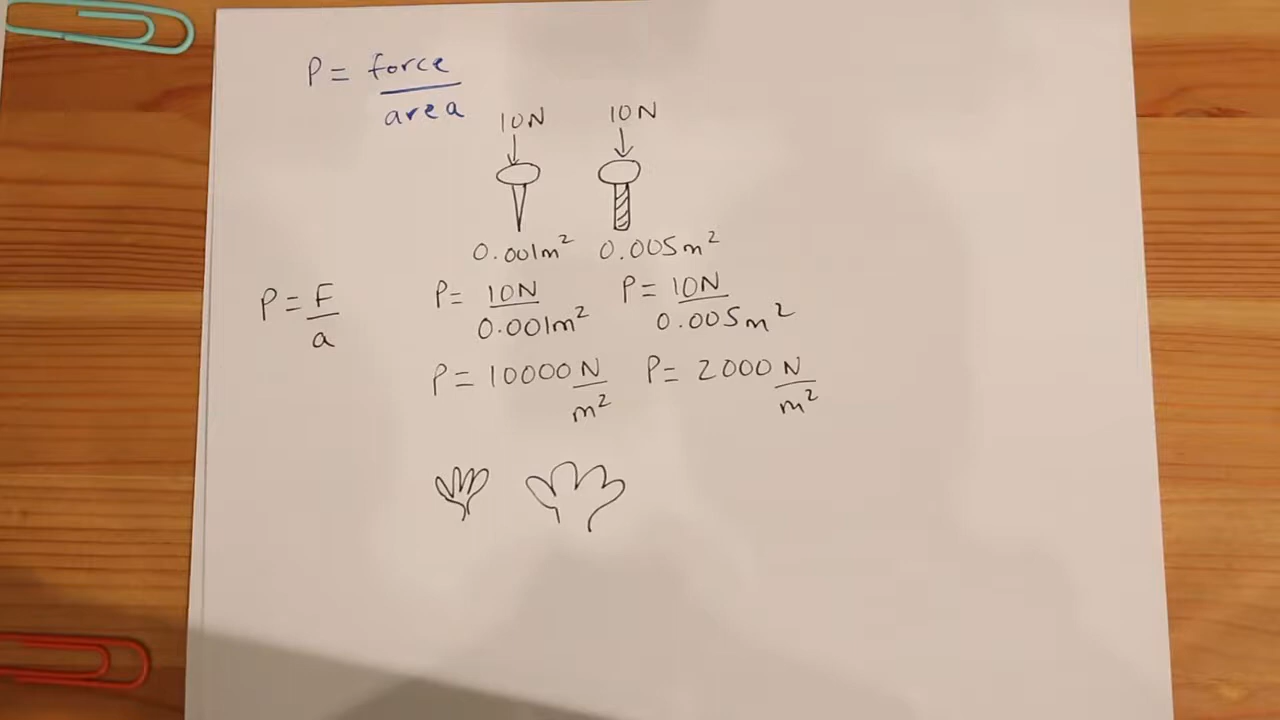 P = force
area
10N 10N
0.001m² 0.005m²
P = F/a
P = 10N/0.001m² P = 10N/0.005m²
P = 10000 N/m² P = 2000 N/m²